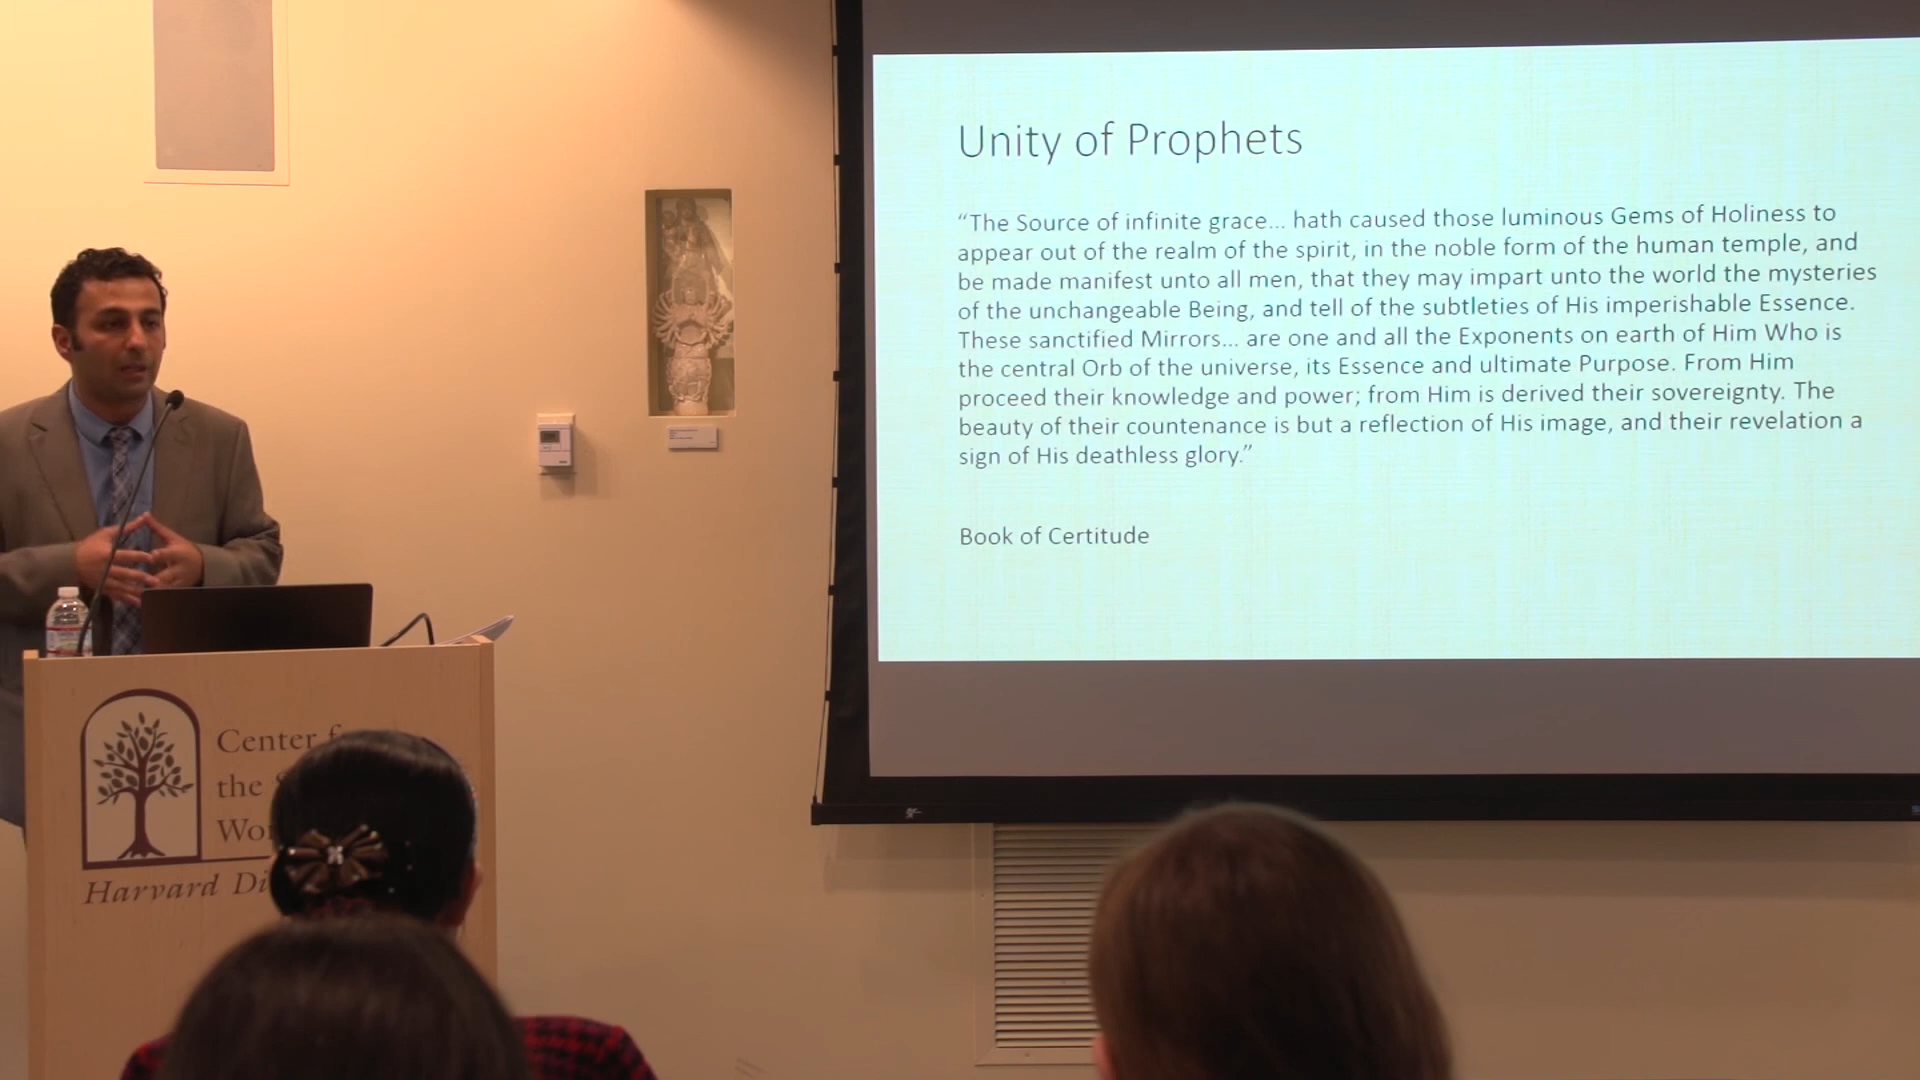 Unity of Prophets
“The Source of infinite grace... hath caused those luminous Gems of Holiness to
appear out of the realm of the spirit, in the noble form of the human temple, and
be made manifest unto all men, that they may impart unto the world the mysteries
of the unchangeable Being, and tell of the subtleties of His imperishable Essence.
These sanctified Mirrors... are one and all the Exponents on earth of Him Who is
the central Orb of the universe, its Essence and ultimate Purpose. From Him
proceed their knowledge and power; from Him is derived their sovereignty. The
beauty of their countenance is but a reflection of His image, and their revelation a
sign of His deathless glory.”
Book of Certitude
Center
the
Harvard